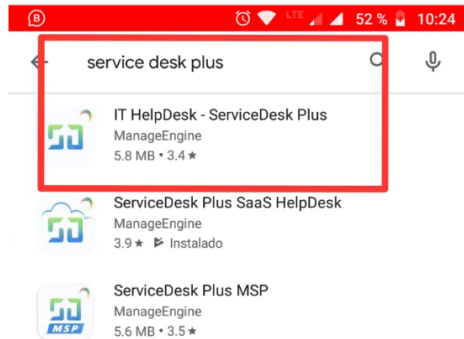 B LTE 52 % 10:24
service desk plus
IT HelpDesk - ServiceDesk Plus
ManageEngine
5.8 MB • 3.4 ★
ServiceDesk Plus SaaS HelpDesk
ManageEngine
3.9 ★ Instalado
ServiceDesk Plus MSP
MSP
ManageEngine
5.6 MB • 3.5 ★